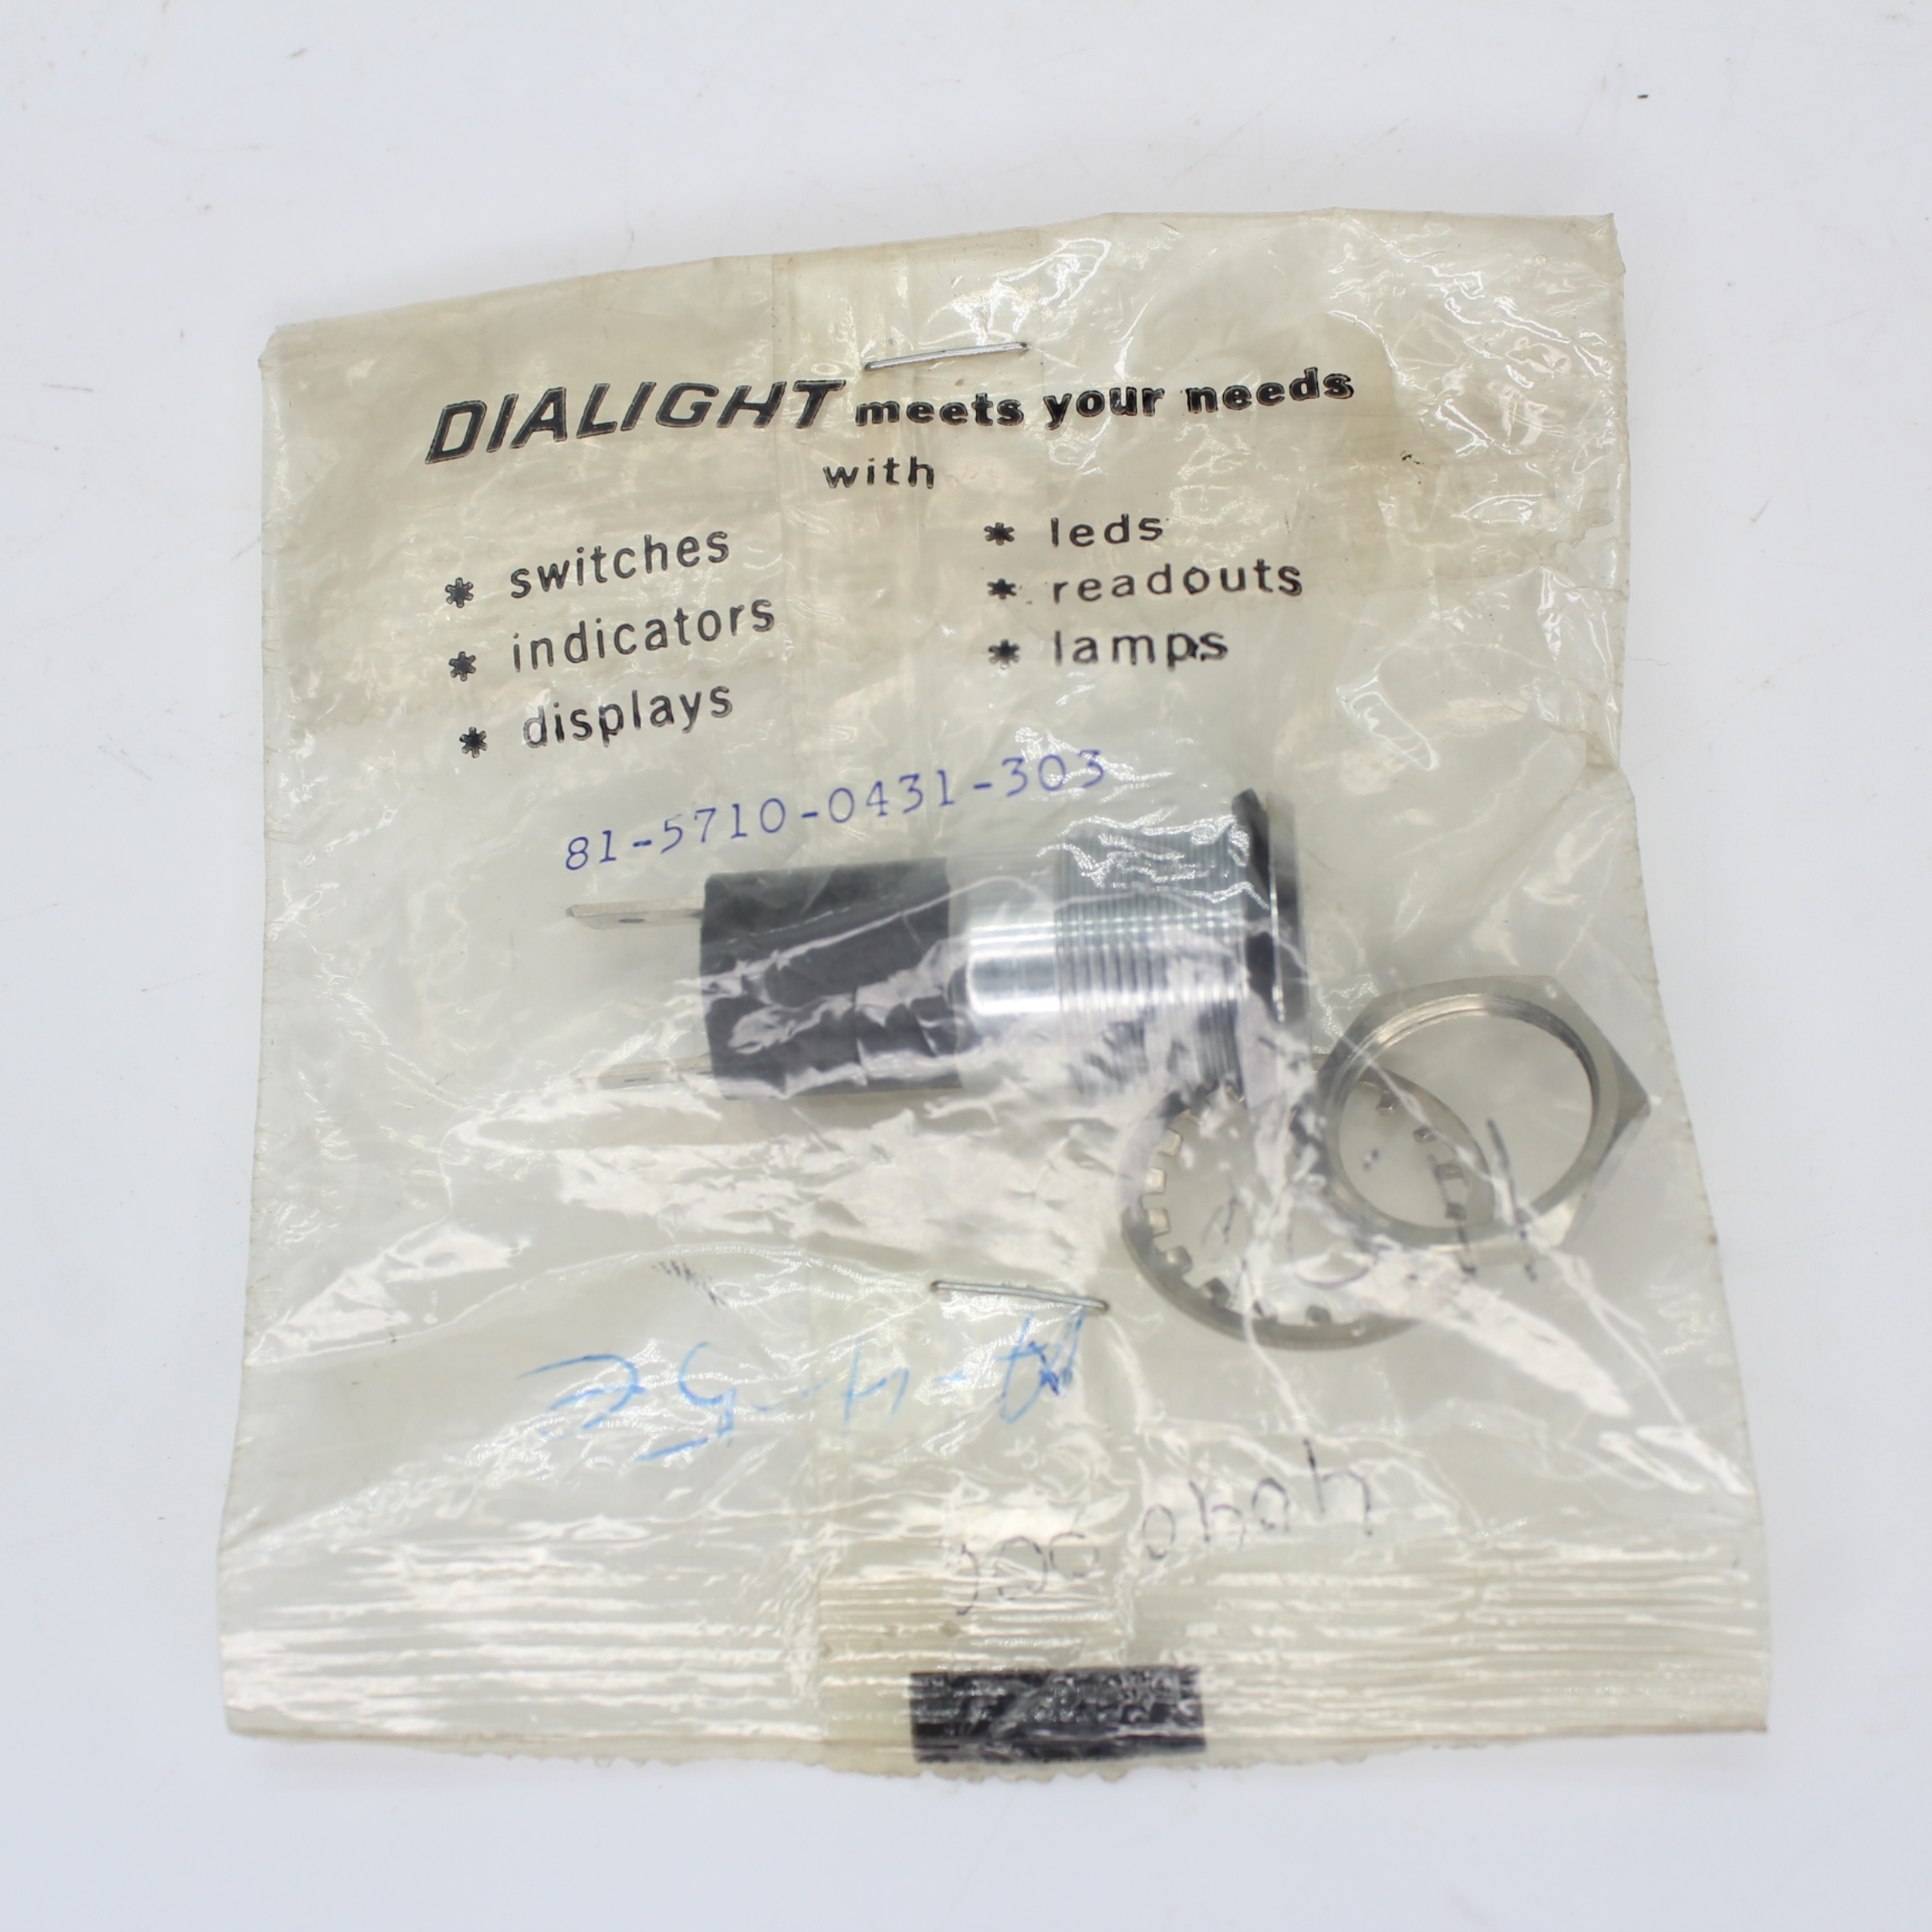 DIALIGHT meets your needs
with
* switches
* indicators
* displays
* leds
* readouts
* lamps
81-5710-0431-303